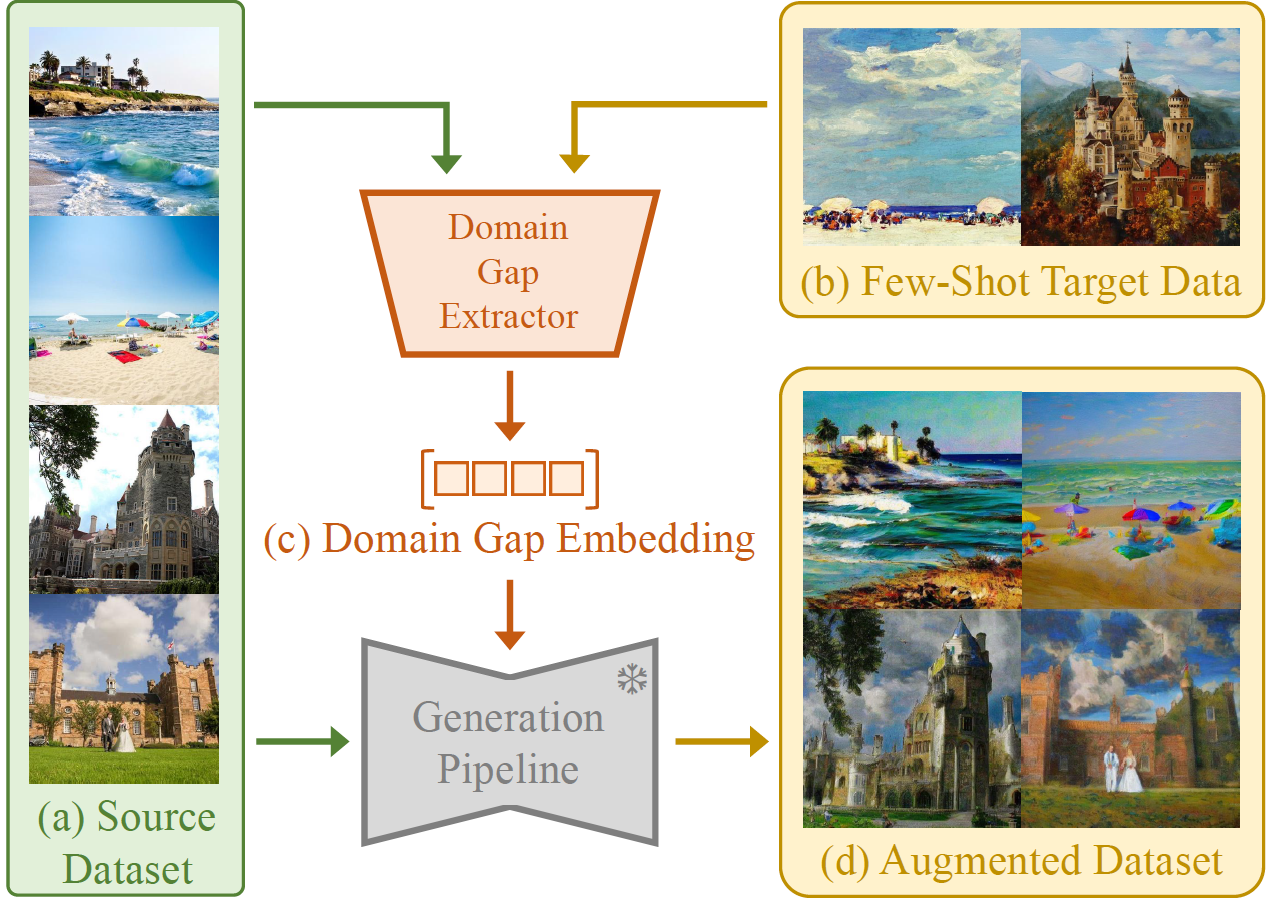 (a) Source
Dataset
Domain
Gap
Extractor
(b) Few-Shot Target Data
(c) Domain Gap Embedding
Generation
Pipeline
(d) Augmented Dataset